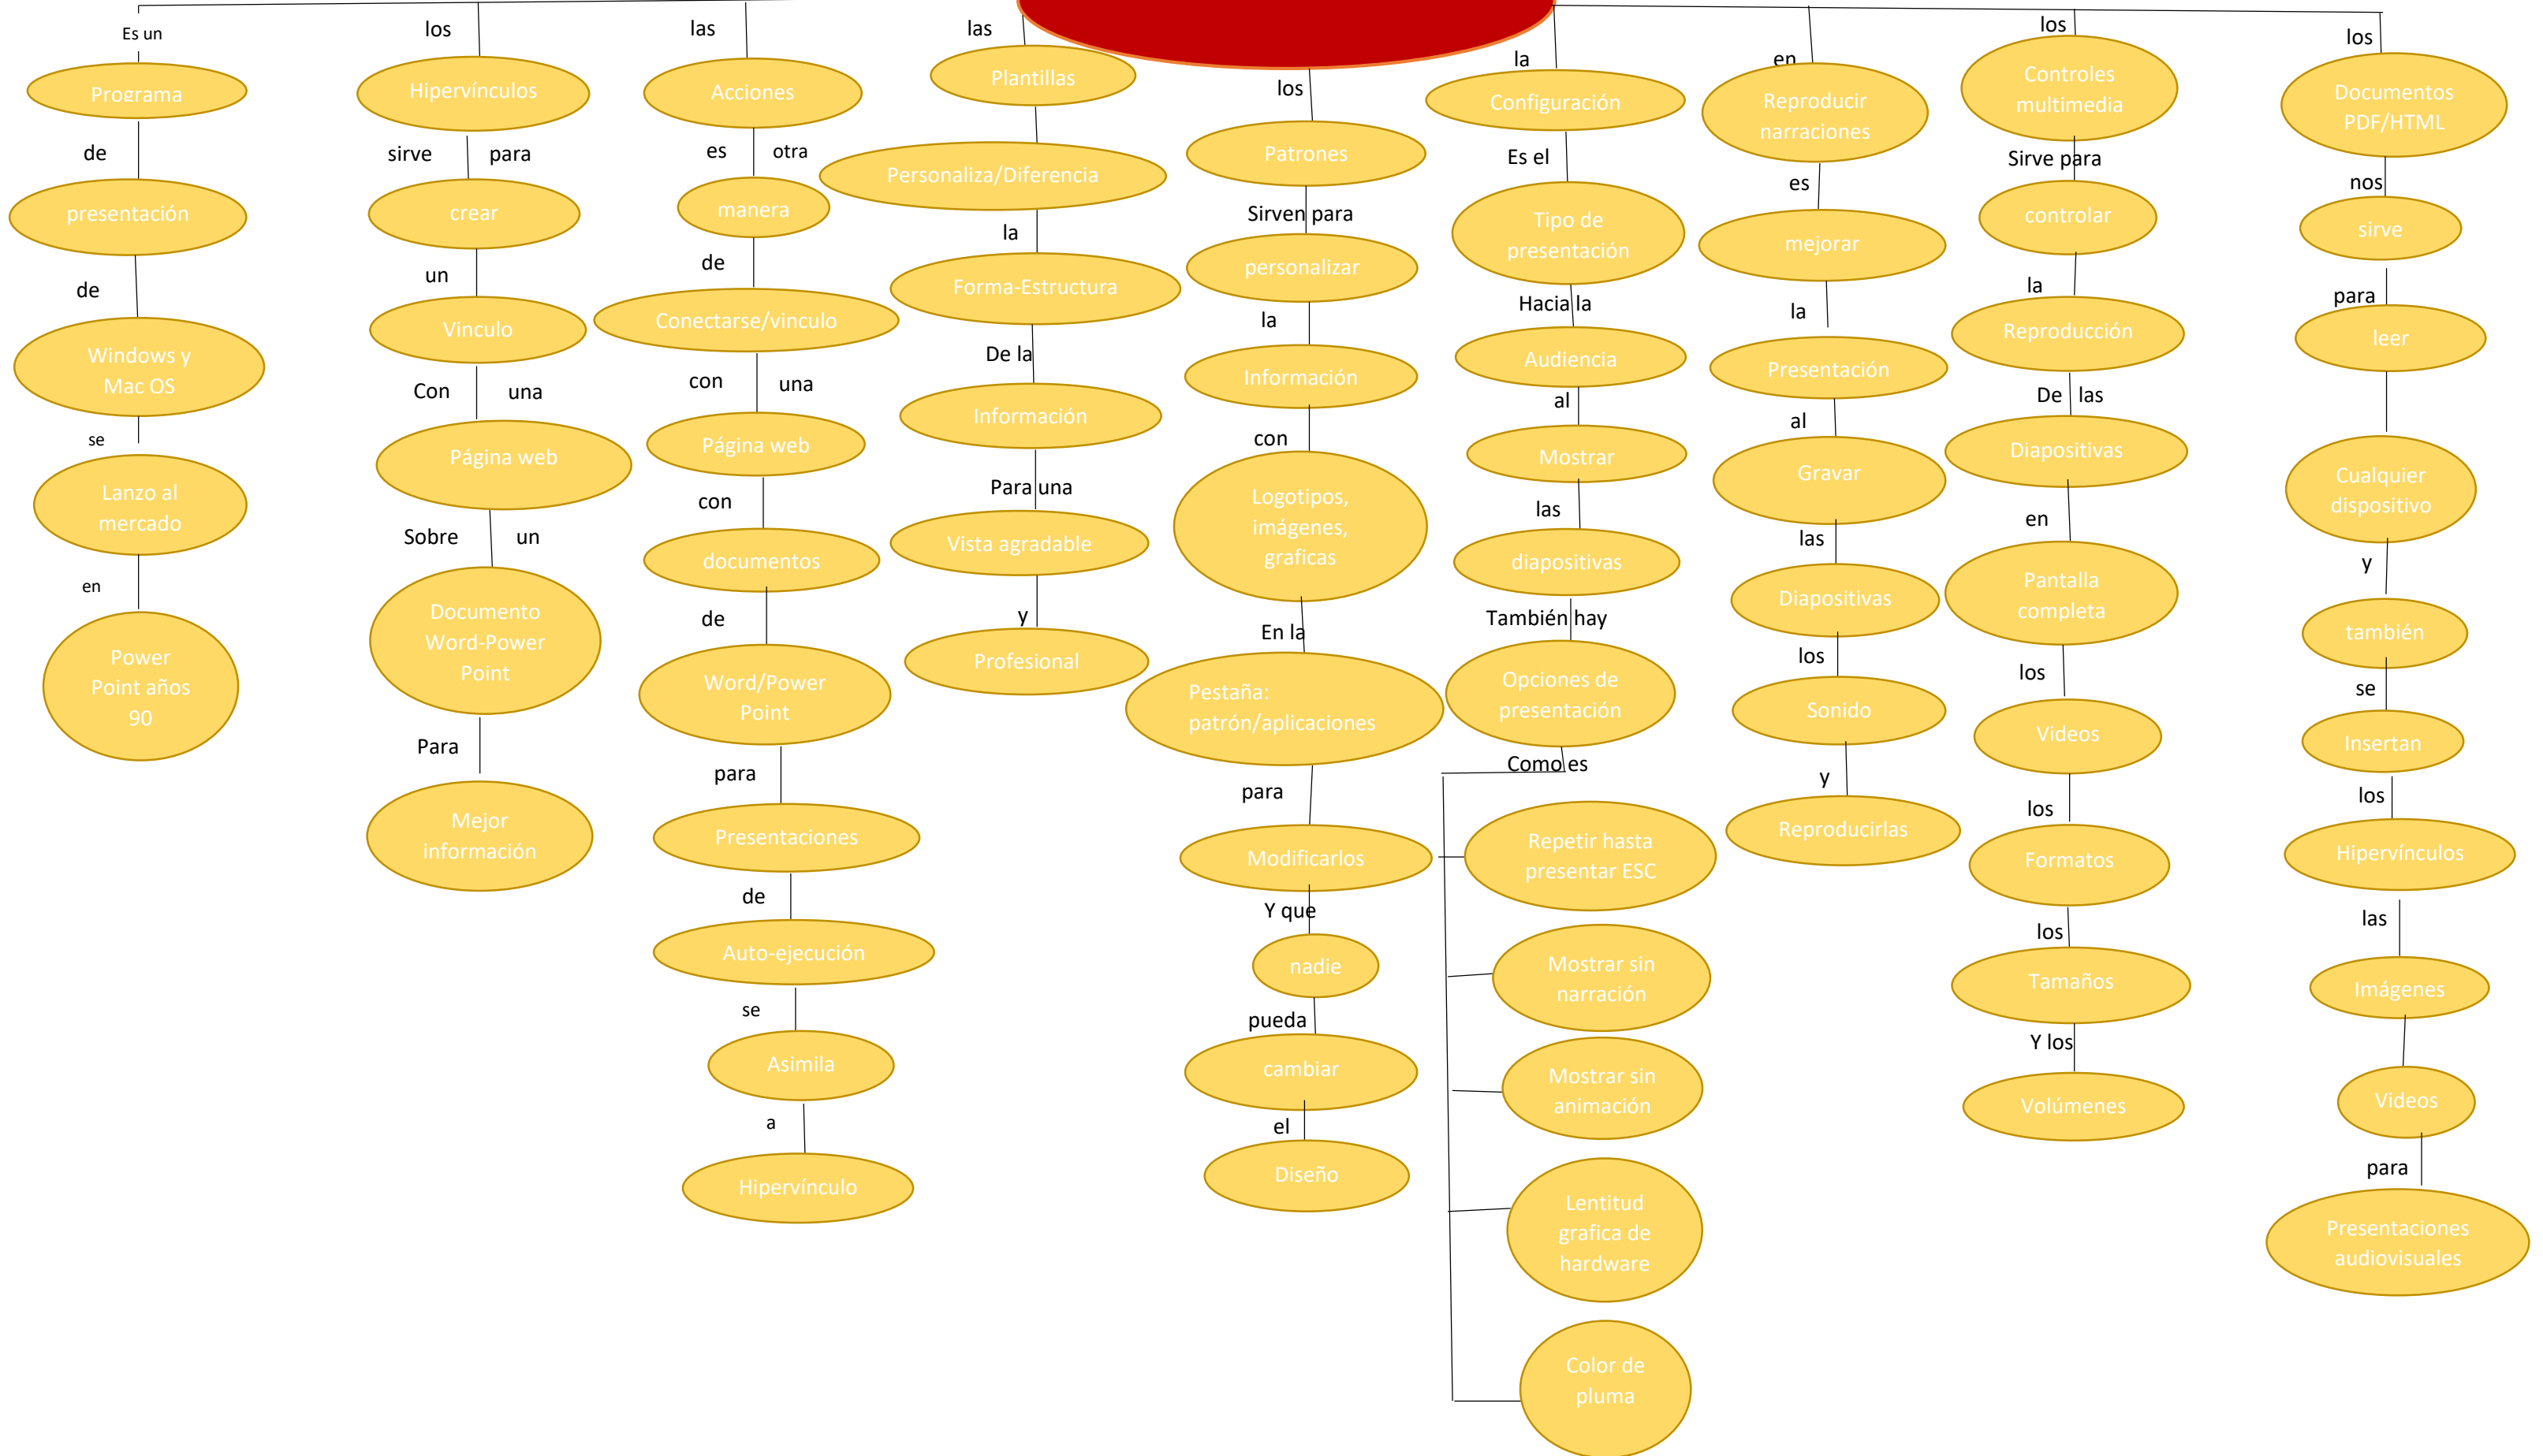 Es un
Programa
de
presentación
de
Windows y
Mac OS
se
Lanzo al
mercado
en
Power
Point años
90
los
Hipervínculos
sirve para
crear
un
Vinculo
Con una
Página web
Sobre un
Documento
Word-Power
Point
Para
Mejor
información
las
Acciones
es otra
manera
de
Conectarse/vinculo
con una
Página web
con
documentos
de
Word/Power
Point
para
Presentaciones
de
Auto-ejecución
se
Asimila
a
Hipervínculo
las
Plantillas
Personaliza/Diferencia
la
Forma-Estructura
De la
Información
Para una
Vista agradable
y
Profesional
los
Patrones
Sirven para
personalizar
la
Información
con
Logotipos,
imágenes,
graficas
En la
Pestaña:
patrón/aplicaciones
para
Modificarlos
Y que
nadie
pueda
cambiar
el
Diseño
la
Configuración
Es el
Tipo de
presentación
Hacia la
Audiencia
al
Mostrar
las
diapositivas
También hay
Opciones de
presentación
Como es
Repetir hasta
presentar ESC
Mostrar sin
narración
Mostrar sin
animación
Lentitud
grafica de
hardware
Color de
pluma
en
Reproducir
narraciones
es
mejorar
la
Presentación
al
Gravar
las
Diapositivas
los
Sonido
y
Reproducirlas
los
Controles
multimedia
Sirve para
controlar
la
Reproducción
De las
Diapositivas
en
Pantalla
completa
los
Videos
los
Formatos
los
Tamaños
Y los
Volúmenes
los
Documentos
PDF/HTML
nos
sirve
para
leer
Cualquier
dispositivo
y
también
se
Insertan
los
Hipervínculos
las
Imágenes
Videos
para
Presentaciones
audiovisuales